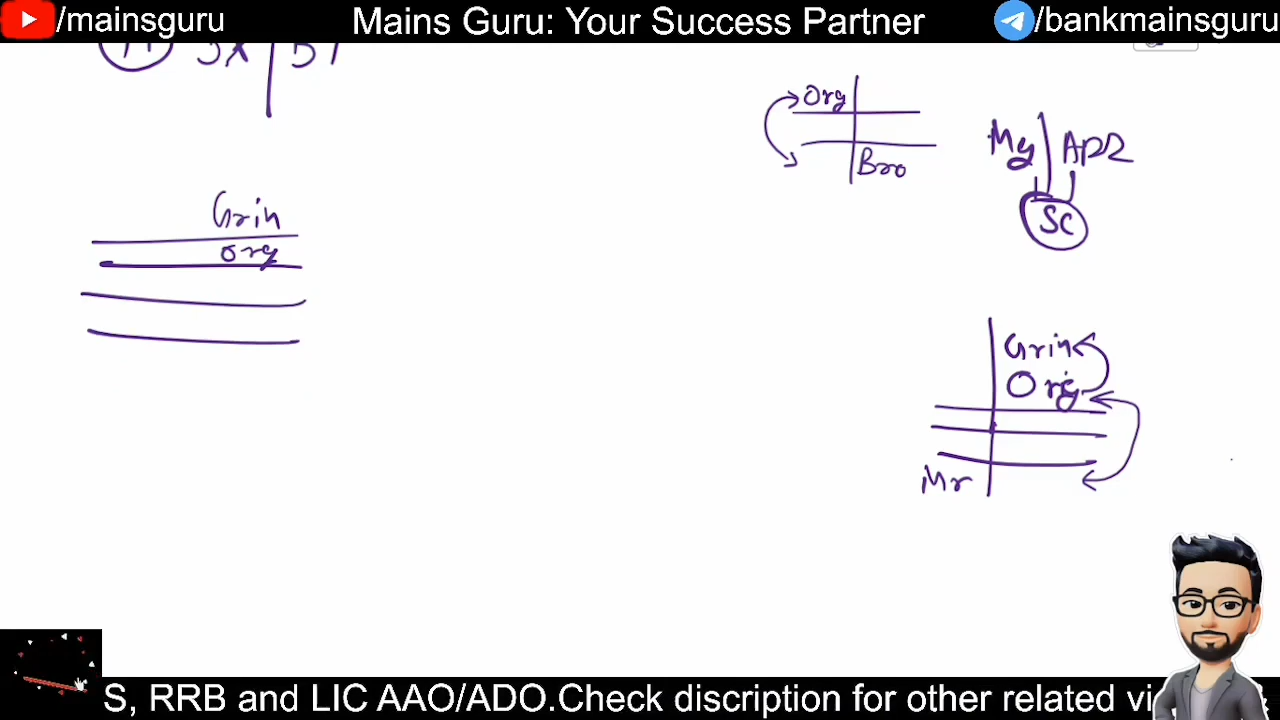 /mainsguru Mains Guru: Your Success Partner /bankmainsguru
Org
Bro
My APR
SC
Grin
Org
Grin
Org
Mr
S, RRB and LIC AAO/ADO.Check discription for other related vi